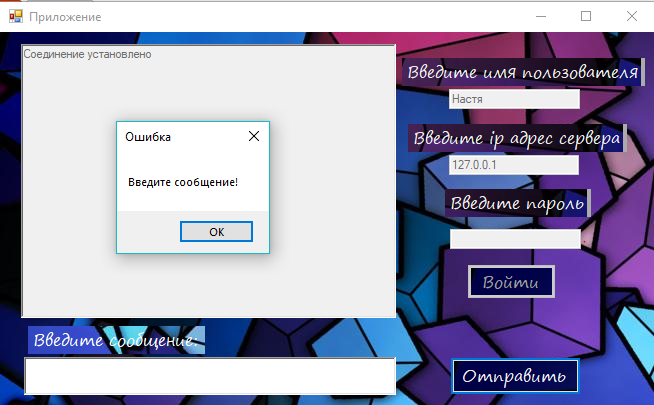 Приложение
Соединение установлено
Введите имя пользователя
Настя
Введите ip адрес сервера
127.0.0.1
Введите пароль
Войти
Ошибка
Введите сообщение!
ОК
Введите сообщение:
Отправить